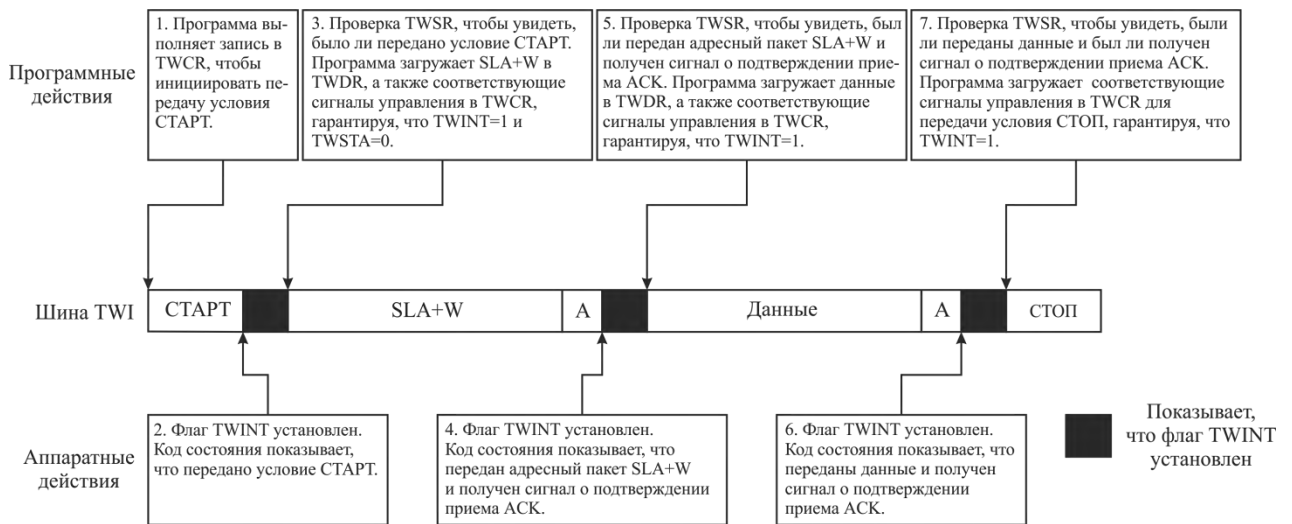 Программные
действия
1. Программа вы-
полняет запись в
TWCR, чтобы
инициировать пе-
редачу условия
СТАРТ.
3. Проверка TWSR, чтобы увидеть,
было ли передано условие СТАРТ.
Программа загружает SLA+W в
TWDR, а также соответствующие
сигналы управления в TWCR,
гарантируя, что TWINT=1 и
TWSTA=0.
5. Проверка TWSR, чтобы увидеть, был
ли передан адресный пакет SLA+W и
получен сигнал о подтверждении прие-
ма ACK. Программа загружает данные
в TWDR, а также соответствующие
сигналы управления в TWCR,
гарантируя, что TWINT=1.
7. Проверка TWSR, чтобы увидеть, были
ли переданы данные и был ли получен
сигнал о подтверждении приема ACK.
Программа загружает соответствующие
сигналы управления в TWCR для
передачи условия СТОП, гарантируя, что
TWINT=1.
Шина TWI
СТАРТ
SLA+W
A
Данные
A
СТОП
Аппаратные
действия
2. Флаг TWINT установлен.
Код состояния показывает,
что передано условие СТАРТ.
4. Флаг TWINT установлен.
Код состояния показывает, что
передан адресный пакет SLA+W
и получен сигнал о подтверждении
приема ACK.
6. Флаг TWINT установлен.
Код состояния показывает, что
переданы данные и получен
сигнал о подтверждении
приема ACK.
Показывает,
что флаг TWINT
установлен